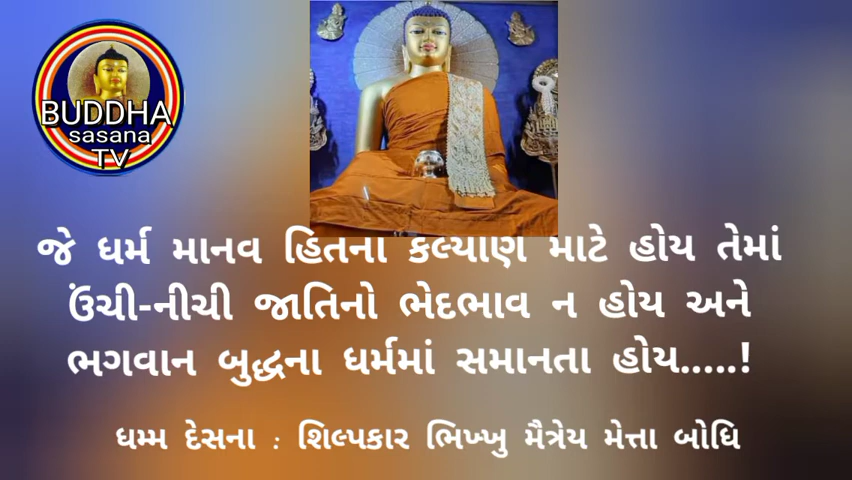 BUDDHA
sasana
TV
જે ધર્મ માનવ હિતના કલ્યાણ માટે હોય તેમાં
ઉંચી-નીચી જાતિનો ભેદભાવ ન હોય અને
ભગવાન બુદ્ધના ધર્મમાં સમાનતા હોય.....!
ધમ્મ દેસના : શિલ્પકાર ભિખ્ખુ મૈત્રેય મેત્તા બોધિ